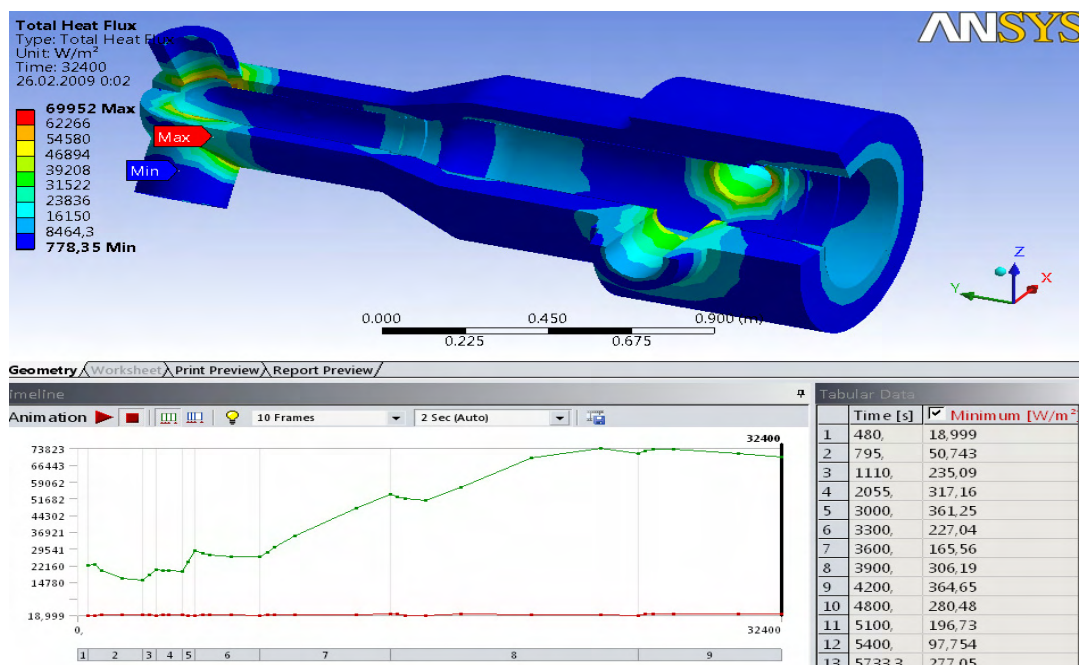 Total Heat Flux
Type: Total Heat Flux
Unit: W/m²
Time: 32400
26.02.2009 0:02
69952 Max
62266
54580
46894
39208
31522
23836
16150
8464,3
778,35 Min
Max
Min
ANSYS
Z
X
Y
0.000 0.450 0.900 (m)
0.225 0.675
Geometry Worksheet Print Preview Report Preview
imeline
Animation 10 Frames 2 Sec (Auto)
32400
73823
66443
59062
51682
44302
36921
29541
22160
14780
18,999
0, 32400
1 2 3 4 5 6 7 8 9
Tabular Data
Time [s] Minimum [W/m²
1 480, 18,999
2 795, 50,743
3 1110, 235,09
4 2055, 317,16
5 3000, 361,25
6 3300, 227,04
7 3600, 165,56
8 3900, 306,19
9 4200, 364,65
10 4800, 280,48
11 5100, 196,73
12 5400, 97,754
13 5733,3 277,05